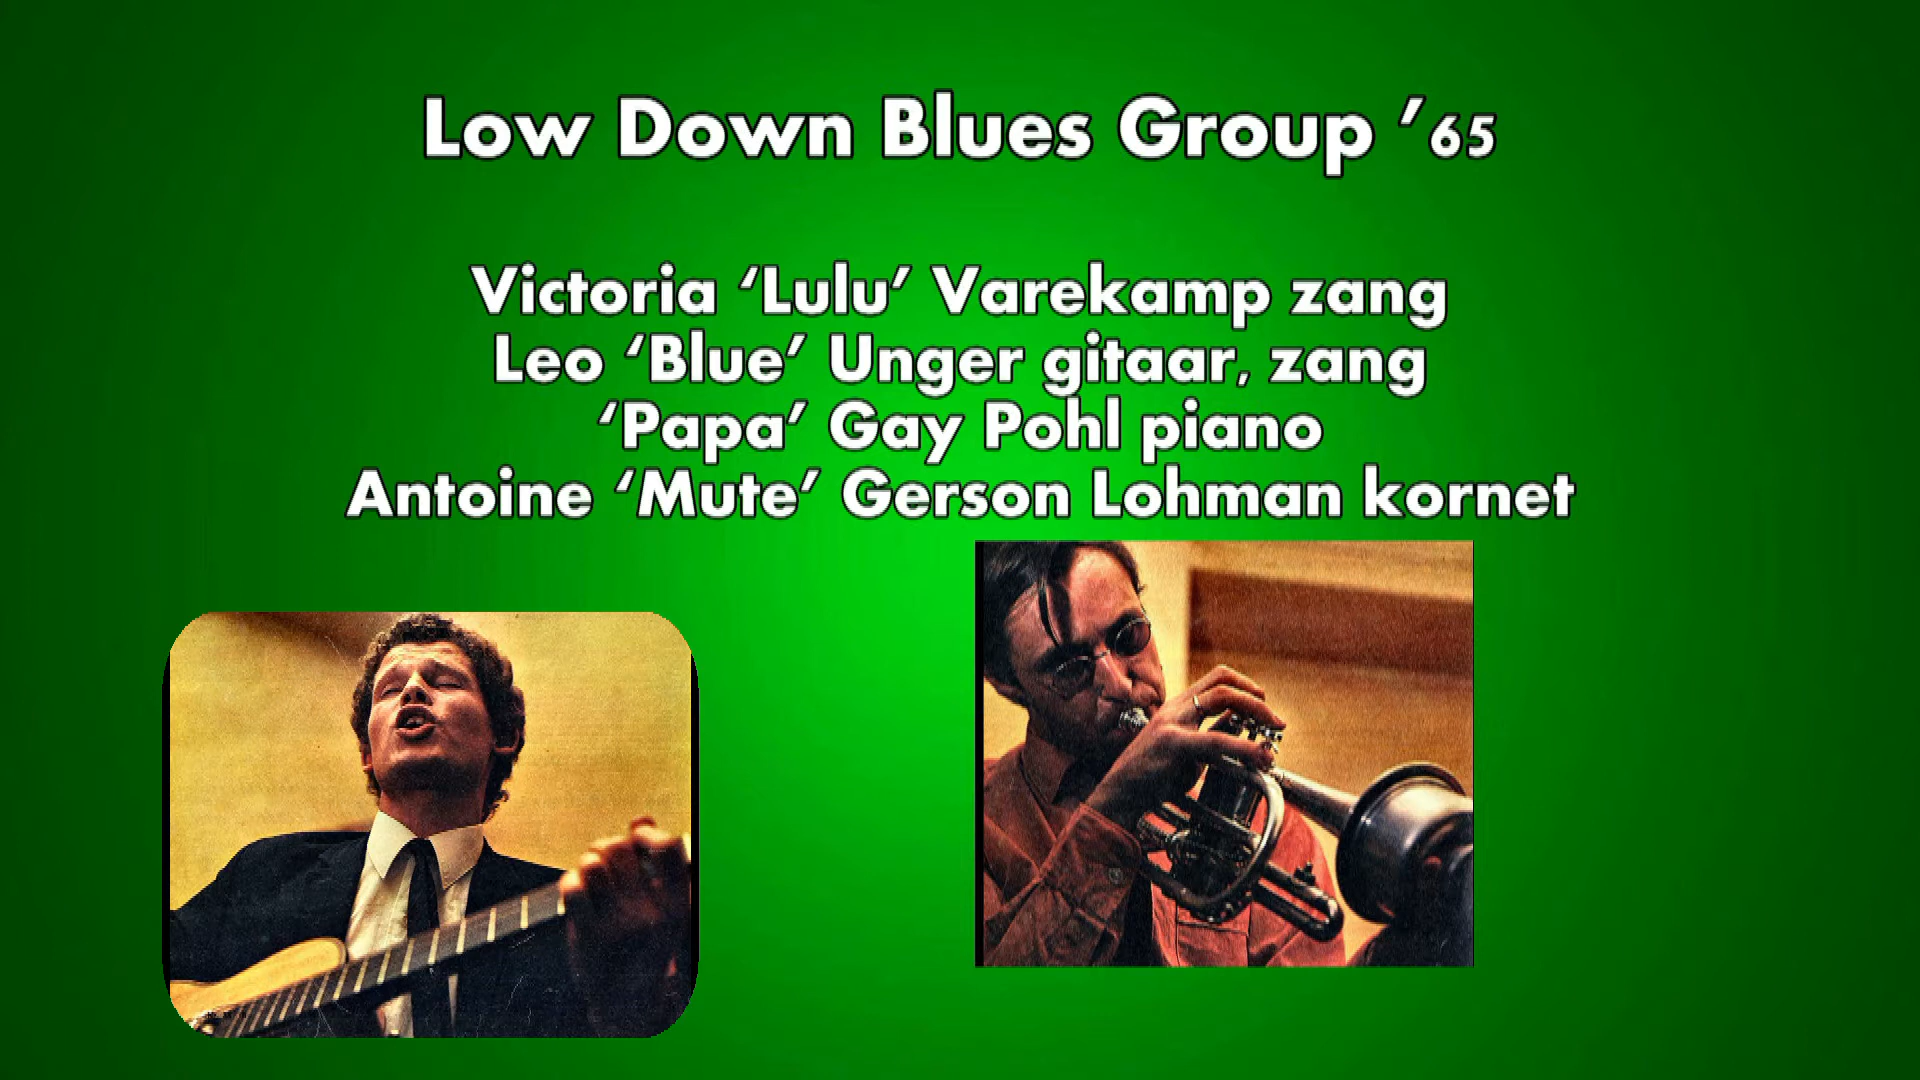 Low Down Blues Group ’65
Victoria ‘Lulu’ Varekamp zang
Leo ‘Blue’ Unger gitaar, zang
‘Papa’ Gay Pohl piano
Antoine ‘Mute’ Gerson Lohman kornet